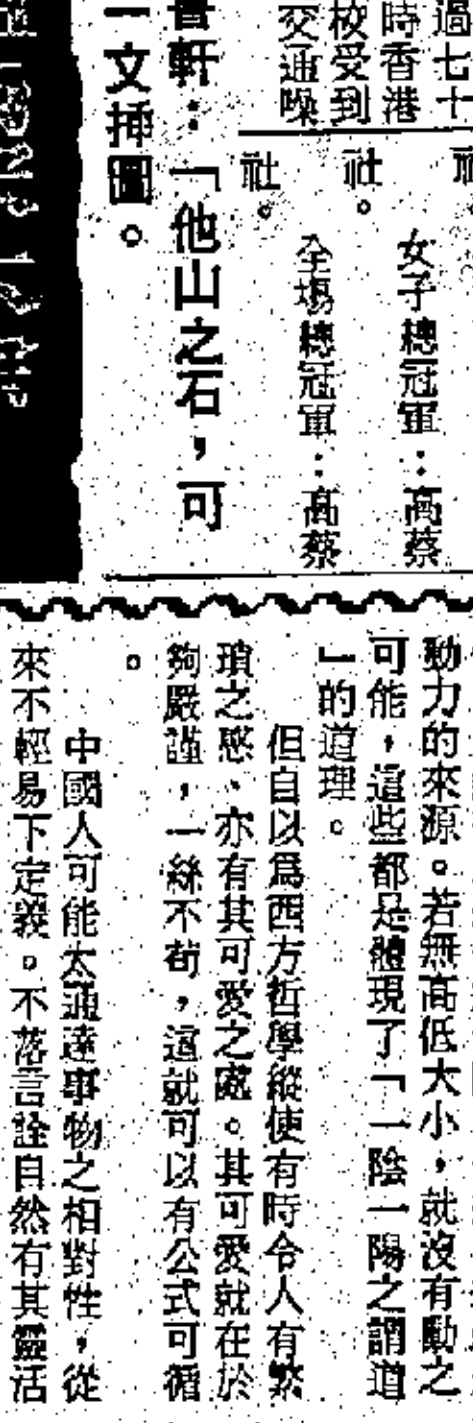 過七十
時香港
校受到
交通噪
社。
女子總冠軍：高蔡
社。
全場總冠軍：高蔡
社。
書軒：「他山之石，可
一文揷圖。
動力的來源。若無高低大小，就沒有動之
可能，這些都是體現了「一陰一陽之謂道
」的道理。
但自以爲西方哲學縱使有時令人有繁
瑣之感、亦有其可愛之處。其可愛就在於
夠嚴謹，一絲不苟，這就可以有公式可循
。
中國人可能太通達事物之相對性，從
來不輕易下定義。不落言詮自然有其靈活